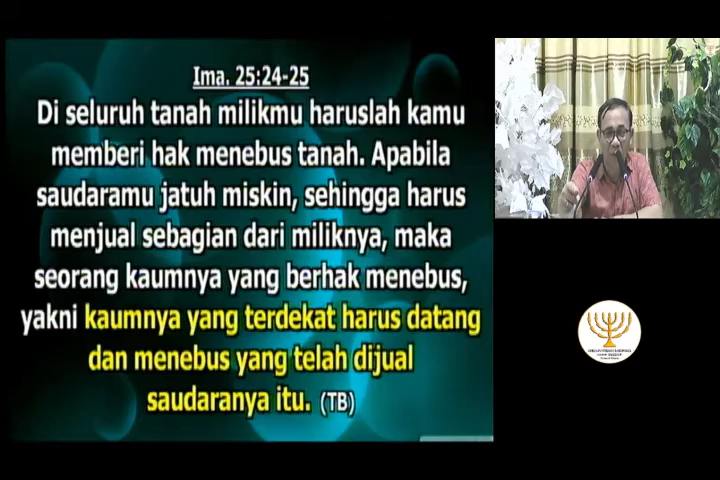 Ima. 25:24-25
Di seluruh tanah milikmu haruslah kamu
memberi hak menebus tanah. Apabila
saudaramu jatuh miskin, sehingga harus
menjual sebagian dari miliknya, maka
seorang kaumnya yang berhak menebus,
yakni kaumnya yang terdekat harus datang
dan menebus yang telah dijual
saudaranya itu. (TB)